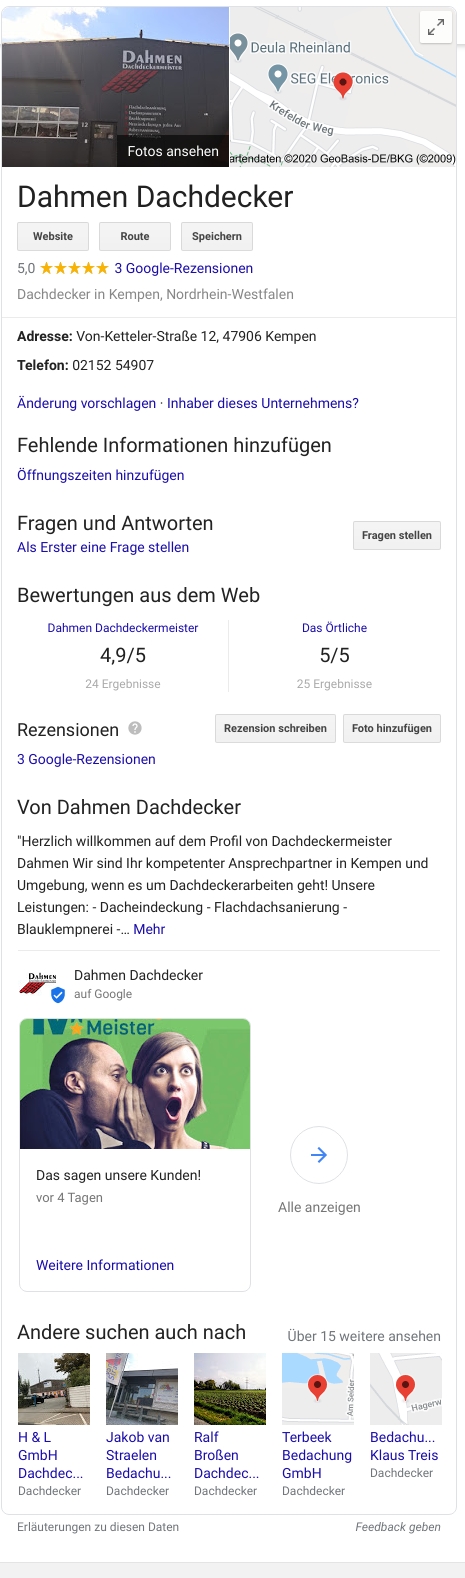 DAHMEN
DACHDECKERMEISTER
12
Fotos ansehen
Deula Rheinland
SEG Ele
onics
Krefelder Weg
artendaten ©2020 GeoBasis-DE/BKG (©2009)
Dahmen Dachdecker
Website
Route
Speichern
5,0 ★★★★★ 3 Google-Rezensionen
Dachdecker in Kempen, Nordrhein-Westfalen
Adresse: Von-Ketteler-Straße 12, 47906 Kempen
Telefon: 02152 54907
Änderung vorschlagen · Inhaber dieses Unternehmens?
Fehlende Informationen hinzufügen
Öffnungszeiten hinzufügen
Fragen und Antworten
Als Erster eine Frage stellen
Fragen stellen
Bewertungen aus dem Web
Dahmen Dachdeckermeister
4,9/5
24 Ergebnisse
Das Örtliche
5/5
25 Ergebnisse
Rezensionen ?
Rezension schreiben
Foto hinzufügen
3 Google-Rezensionen
Von Dahmen Dachdecker
"Herzlich willkommen auf dem Profil von Dachdeckermeister
Dahmen Wir sind Ihr kompetenter Ansprechpartner in Kempen und
Umgebung, wenn es um Dachdeckerarbeiten geht! Unsere
Leistungen: - Dacheindeckung - Flachdachsanierung -
Blauklempnerei -... Mehr
DAHMEN
Dahmen Dachdecker
auf Google
Meister
Das sagen unsere Kunden!
vor 4 Tagen
Weitere Informationen
Alle anzeigen
Andere suchen auch nach
Über 15 weitere ansehen
H & L
GmbH
Dachdec...
Dachdecker
Jakob van
Straelen
Bedachu...
Dachdecker
Ralf
Broßen
Dachdec...
Dachdecker
Am Selder
Terbeek
Bedachung
GmbH
Dachdecker
Hagerw
Bedachu...
Klaus Treis
Dachdecker
Erläuterungen zu diesen Daten
Feedback geben